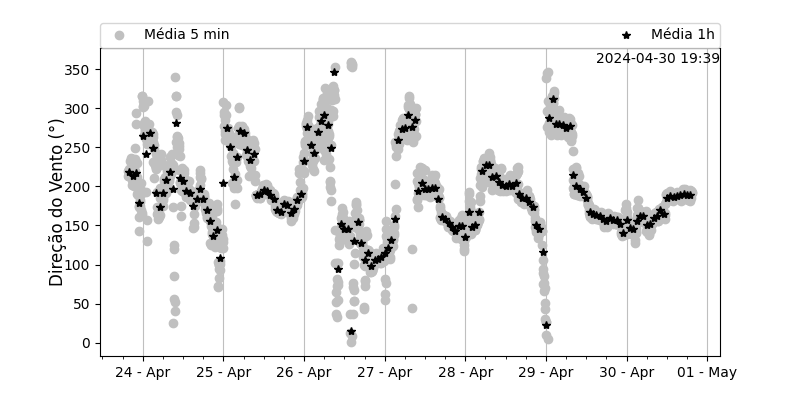 Média 5 min
Média 1h
2024-04-30 19:39
Direção do Vento (°)
350
300
250
200
150
100
50
0
24 - Apr
25 - Apr
26 - Apr
27 - Apr
28 - Apr
29 - Apr
30 - Apr
01 - May